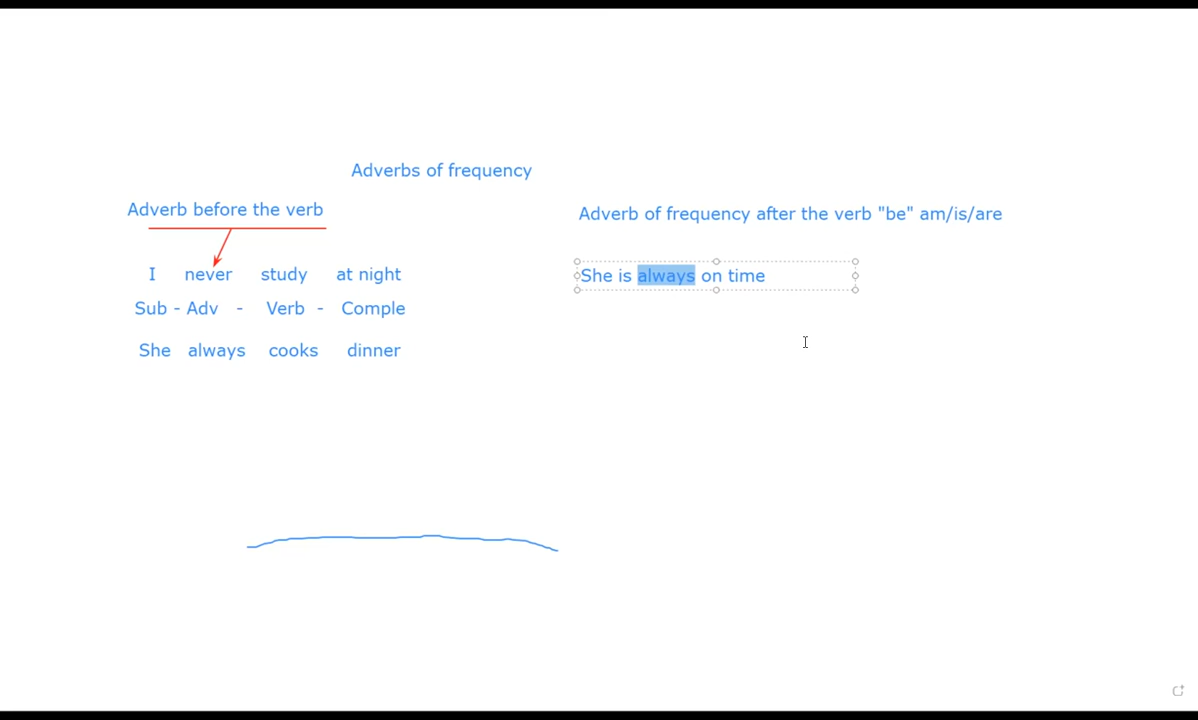 Adverbs of frequency
Adverb before the verb
I never study at night
Sub - Adv - Verb - Comple
She always cooks dinner
Adverb of frequency after the verb "be" am/is/are
She is always on time